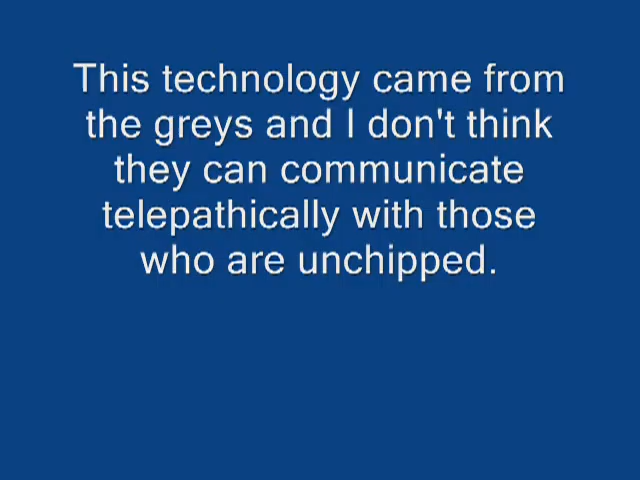 This technology came from
the greys and I don't think
they can communicate
telepathically with those
who are unchipped.